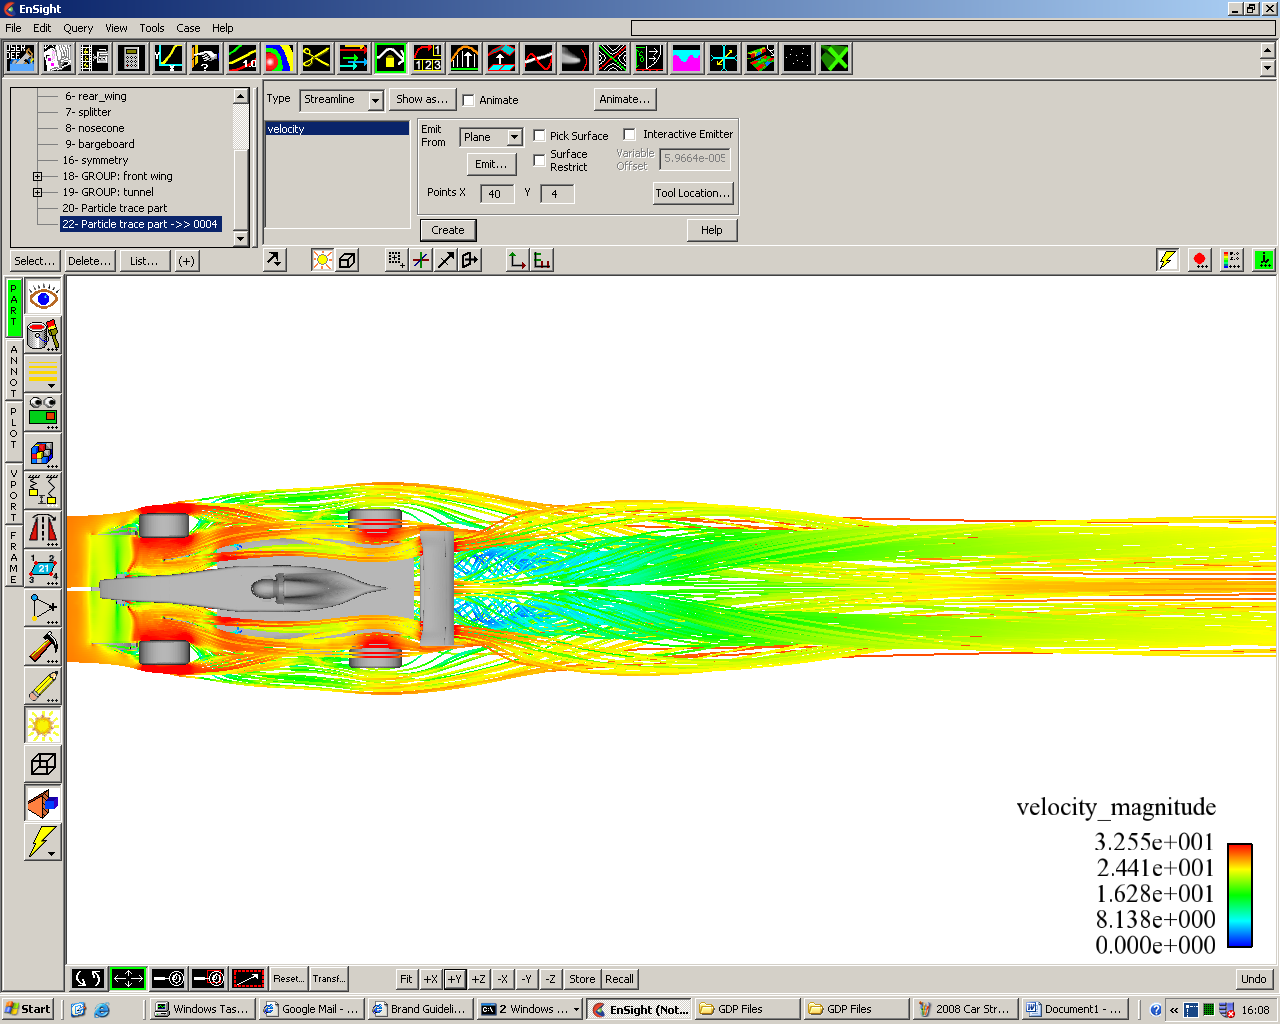 EnSight
File Edit Query View Tools Case Help
6- rear_wing
7- splitter
8- nosecone
9- bargeboard
16- symmetry
18- GROUP: front wing
19- GROUP: tunnel
20- Particle trace part
22- Particle trace part ->> 0004
Select... Delete... List... (+)
Type Streamline Show as... Animate Animate...
velocity
Emit From Plane Pick Surface Interactive Emitter
Emit... Surface Restrict Variable Offset 5.9664e-005
Points X 40 Y 4 Tool Location...
Create Help
PART
ANNOT
PLOT
VPORT
FRAME
velocity_magnitude
3.255e+001
2.441e+001
1.628e+001
8.138e+000
0.000e+000
Reset... Transf... Fit +X +Y +Z -X -Y -Z Store Recall Undo
Start Windows Tas... Google Mail - ... Brand Guideli... 2 Windows ... EnSight (Not... GDP Files GDP Files 2008 Car Str... Document1 - ... 16:08